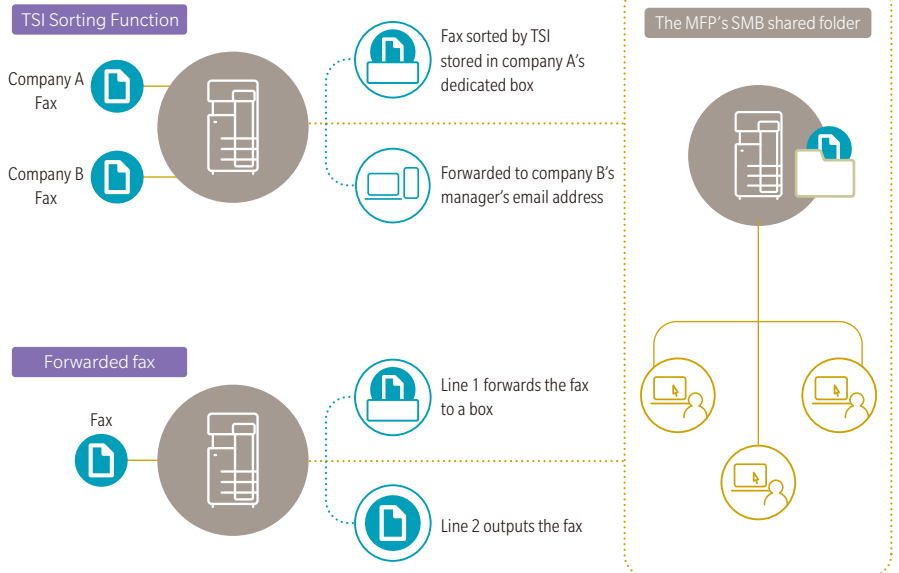 TSI Sorting Function
Company A
Fax
Company B
Fax
Fax sorted by TSI
stored in company A’s
dedicated box
Forwarded to company B’s
manager’s email address
Forwarded fax
Fax
Line 1 forwards the fax
to a box
Line 2 outputs the fax
The MFP’s SMB shared folder